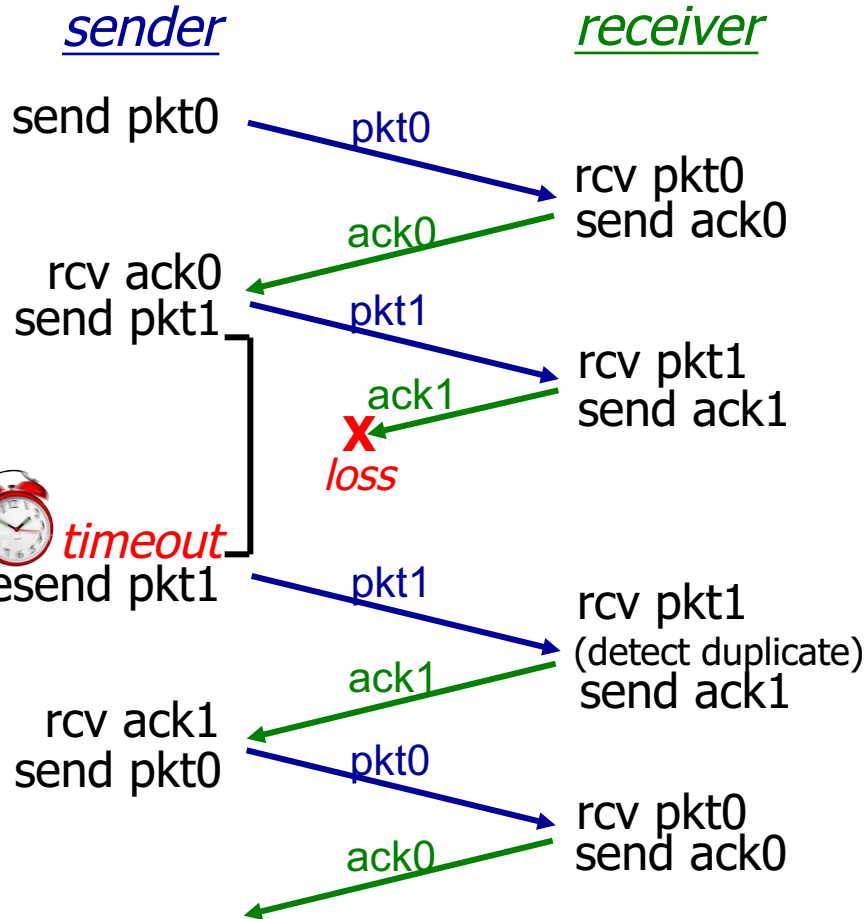 sender
receiver
send pkt0
pkt0
rcv pkt0
send ack0
ack0
rcv ack0
send pkt1
pkt1
rcv pkt1
send ack1
ack1
X
loss
timeout
esend pkt1
pkt1
rcv pkt1
(detect duplicate)
send ack1
ack1
rcv ack1
send pkt0
pkt0
rcv pkt0
send ack0
ack0